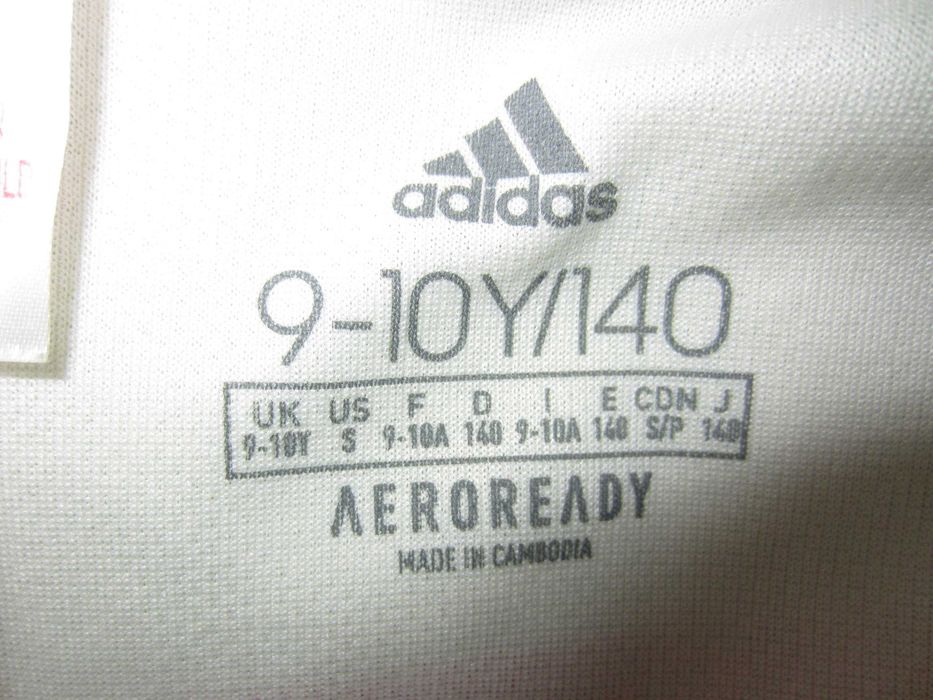 adidas
9-10Y/140
UK US F D I E CDN J
9-10Y S 9-10A 140 9-10A 140 S/P 140
AEROREADY
MADE IN CAMBODIA